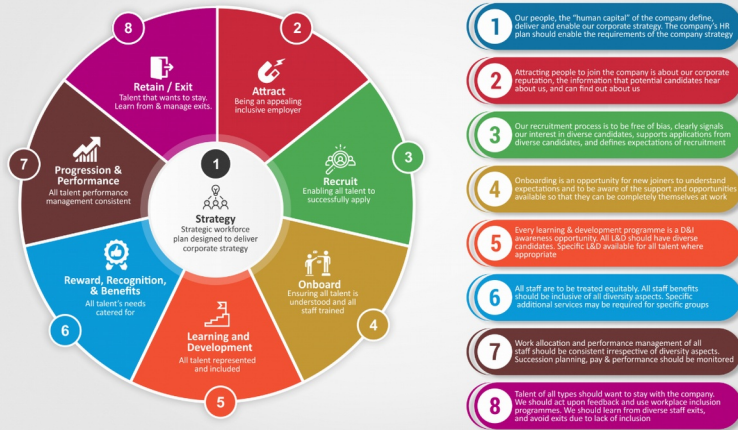 8
Retain / Exit
Talent that wants to stay.
Learn from & manage exits.
2
Attract
Being an appealing
inclusive employer
7
Progression &
Performance
All talent performance
management consistent
1
Strategy
Strategic workforce
plan designed to deliver
corporate strategy
3
Recruit
Enabling all talent to
successfully apply
6
Reward, Recognition,
& Benefits
All talent's needs
catered for
5
Learning and
Development
All talent represented
and included
4
Onboard
Ensuring all talent is
understood and all
staff trained
1
Our people, the "human capital" of the company define,
deliver and enable our corporate strategy. The company's HR
plan should enable the requirements of the company strategy
2
Attracting people to join the company is about our corporate
reputation, the information that potential candidates hear
about us, and can find out about us
3
Our recruitment process is to be free of bias, clearly signals
our interest in diverse candidates, supports applications from
diverse candidates, and defines expectations of recruitment
4
Onboarding is an opportunity for new joiners to understand
expectations and to be aware of the support and opportunities
available so that they can be completely themselves at work
5
Every learning & development programme is a D&I
awareness opportunity. All L&D should have diverse
candidates. Specific L&D available for all talent where
appropriate
6
All staff are to be treated equitably. All staff benefits
should be inclusive of all diversity aspects. Specific
additional services may be required for specific groups
7
Work allocation and performance management of all
staff should be consistent irrespective of diversity aspects.
Succession planning, pay & performance should be monitored
8
Talent of all types should want to stay with the company.
We should act upon feedback and use workplace inclusion
programmes. We should learn from diverse staff exits,
and avoid exits due to lack of inclusion